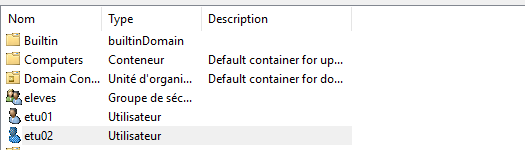 Nom Type Description
Builtin builtinDomain
Computers Conteneur Default container for up...
Domain Con... Unité d'organi... Default container for do...
eleves Groupe de séc...
etu01 Utilisateur
etu02 Utilisateur